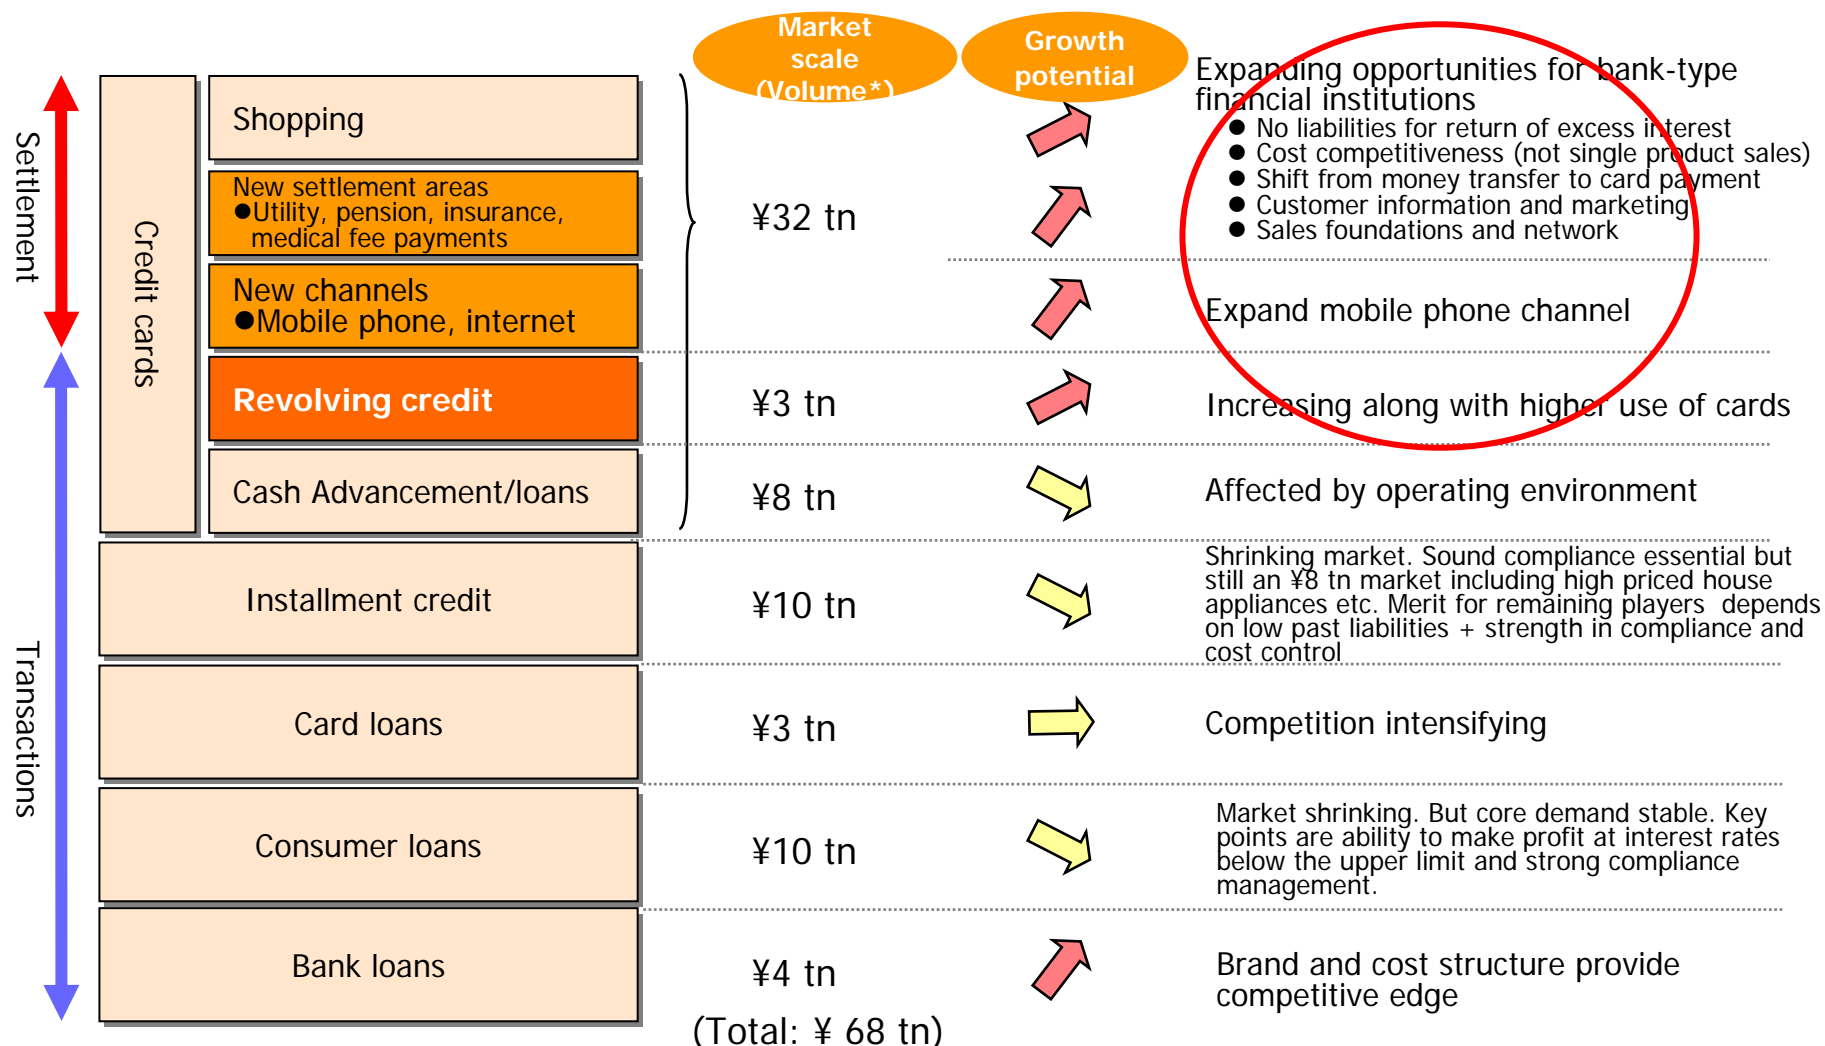 Market
scale
(Volume*)
Growth
potential
Settlement
Transactions
Credit cards
Shopping
New settlement areas
●Utility, pension, insurance,
medical fee payments
New channels
●Mobile phone, internet
¥32 tn
Expanding opportunities for bank-type
financial institutions
● No liabilities for return of excess interest
● Cost competitiveness (not single product sales)
● Shift from money transfer to card payment
● Customer information and marketing
● Sales foundations and network
Expand mobile phone channel
Revolving credit
¥3 tn
Increasing along with higher use of cards
Cash Advancement/loans
¥8 tn
Affected by operating environment
Installment credit
¥10 tn
Shrinking market. Sound compliance essential but
still an ¥8 tn market including high priced house
appliances etc. Merit for remaining players depends
on low past liabilities + strength in compliance and
cost control
Card loans
¥3 tn
Competition intensifying
Consumer loans
¥10 tn
Market shrinking. But core demand stable. Key
points are ability to make profit at interest rates
below the upper limit and strong compliance
management.
Bank loans
¥4 tn
Brand and cost structure provide
competitive edge
(Total: ¥ 68 tn)